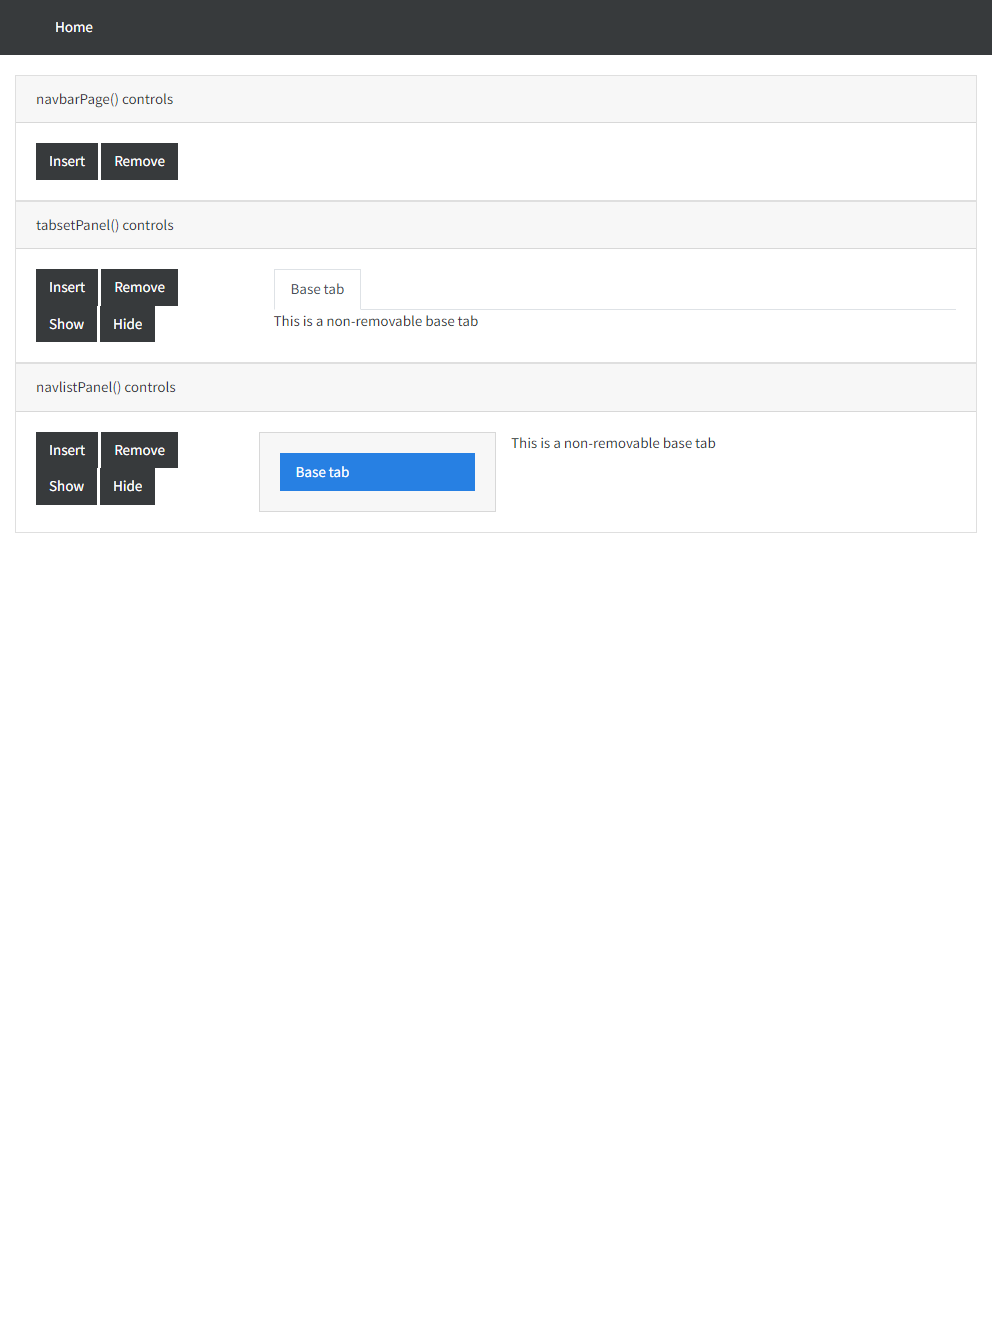 Home
navbarPage() controls
Insert Remove
tabsetPanel() controls
Insert Remove
Show Hide
Base tab
This is a non-removable base tab
navlistPanel() controls
Insert Remove
Show Hide
Base tab
This is a non-removable base tab